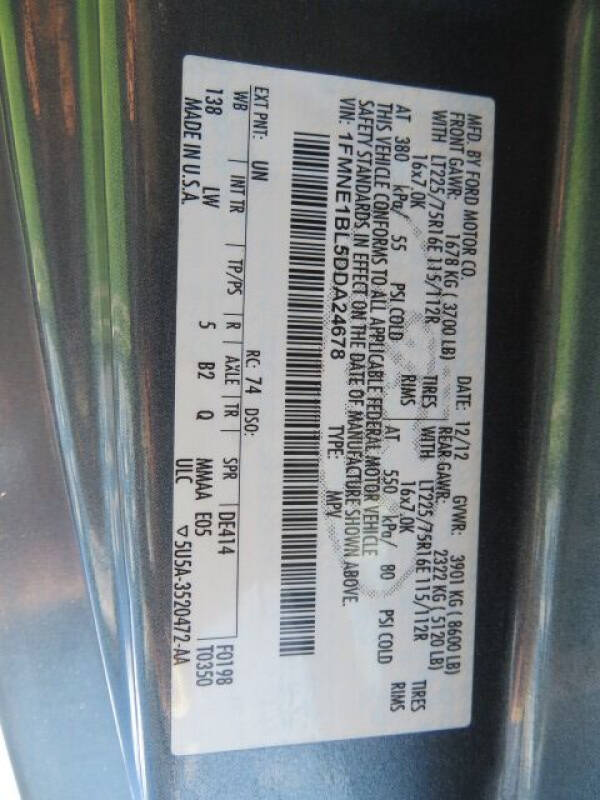 MFD. BY FORD MOTOR CO.
DATE: 12/12 GVWR: 3901 KG ( 8600 LB)
FRONT GAWR: 1678 KG ( 3700 LB) REAR GAWR: 2322 KG ( 5120 LB)
WITH LT225/75R16E 115/112R TIRES WITH LT225/75R16E 115/112R TIRES
16x7.0K RIMS 16x7.0K RIMS
AT 380 kPa/ 55 PSI COLD AT 550 kPa/ 80 PSI COLD
THIS VEHICLE CONFORMS TO ALL APPLICABLE FEDERAL MOTOR VEHICLE
SAFETY STANDARDS IN EFFECT ON THE DATE OF MANUFACTURE SHOWN ABOVE.
VIN: 1FMNE1BL5DDA24678 TYPE: MPV
EXT PNT: UN RC: 74 DSO: F0198
WB INT TR TP/PS R AXLE TR SPR DE414 T0350
138 LW 5 B2 Q MMAA E05
MADE IN U.S.A. ULC ▽5U5A-3520472-AA